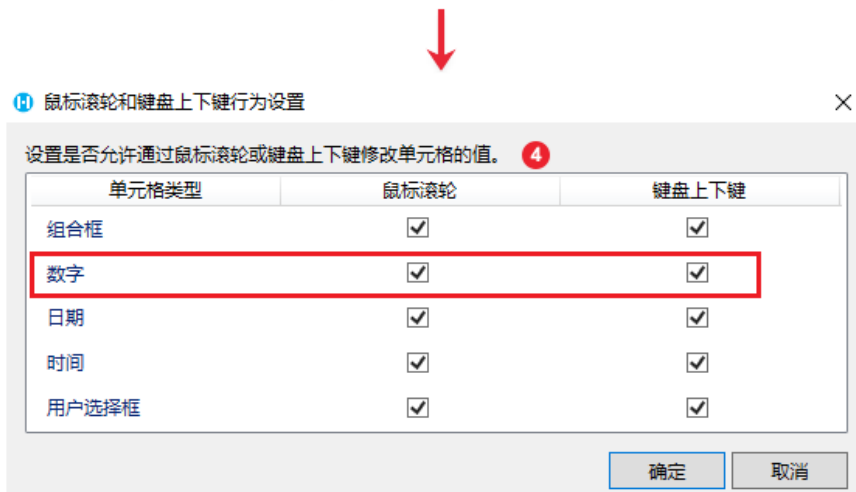 鼠标滚轮和键盘上下键行为设置
设置是否允许通过鼠标滚轮或键盘上下键修改单元格的值。 4
单元格类型 鼠标滚轮 键盘上下键
组合框
数字
日期
时间
用户选择框
确定 取消